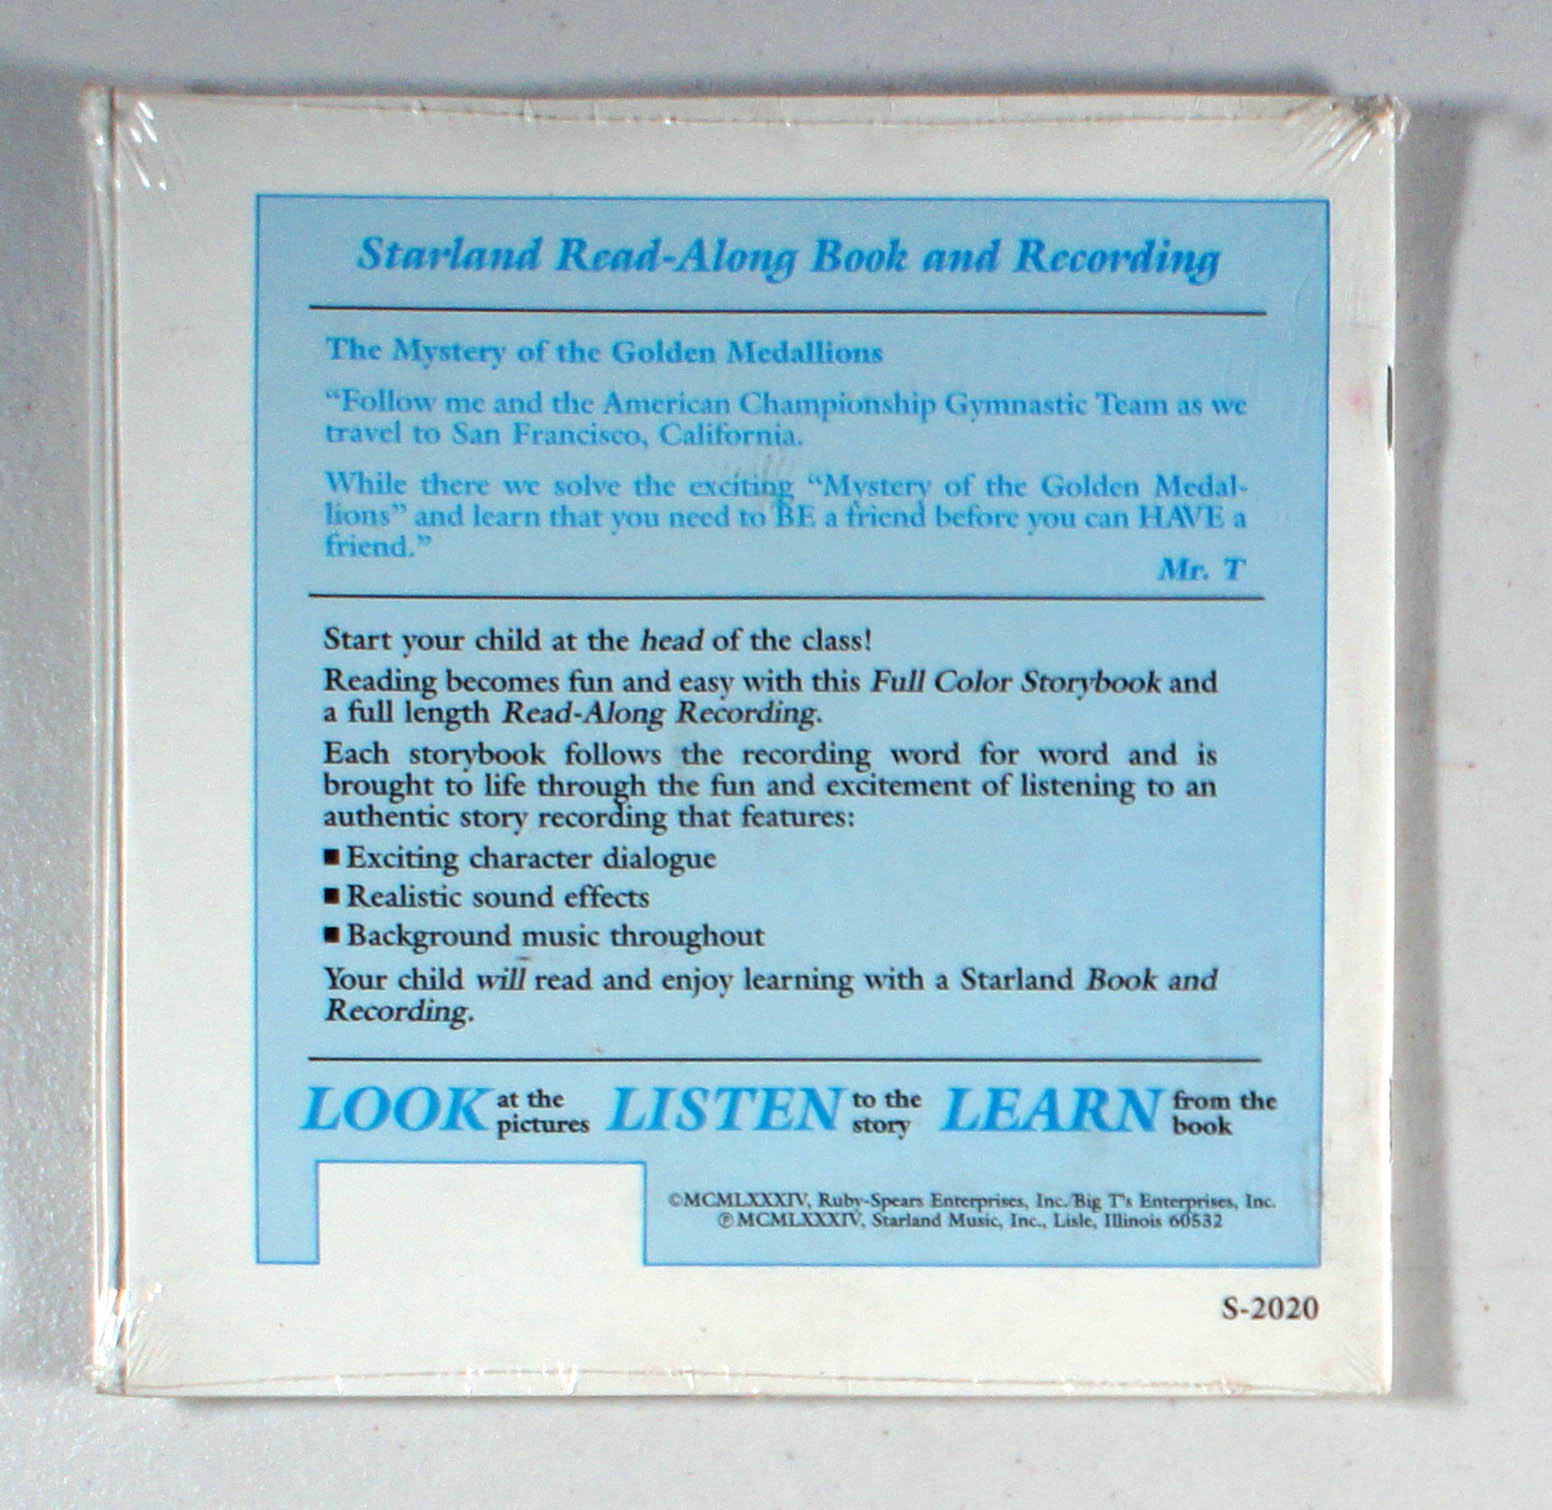 Starland Read-Along Book and Recording
The Mystery of the Golden Medallions
“Follow me and the American Championship Gymnastic Team as we
travel to San Francisco, California.
While there we solve the exciting “Mystery of the Golden Medal-
lions” and learn that you need to BE a friend before you can HAVE a
friend.”
Mr. T
Start your child at the head of the class!
Reading becomes fun and easy with this Full Color Storybook and
a full length Read-Along Recording.
Each storybook follows the recording word for word and is
brought to life through the fun and excitement of listening to an
authentic story recording that features:
■ Exciting character dialogue
■ Realistic sound effects
■ Background music throughout
Your child will read and enjoy learning with a Starland Book and
Recording.
LOOK at the pictures LISTEN to the story LEARN from the book
©MCMLXXXIV, Ruby-Spears Enterprises, Inc./Big T's Enterprises, Inc.
℗MCMLXXXIV, Starland Music, Inc., Lisle, Illinois 60532
S-2020